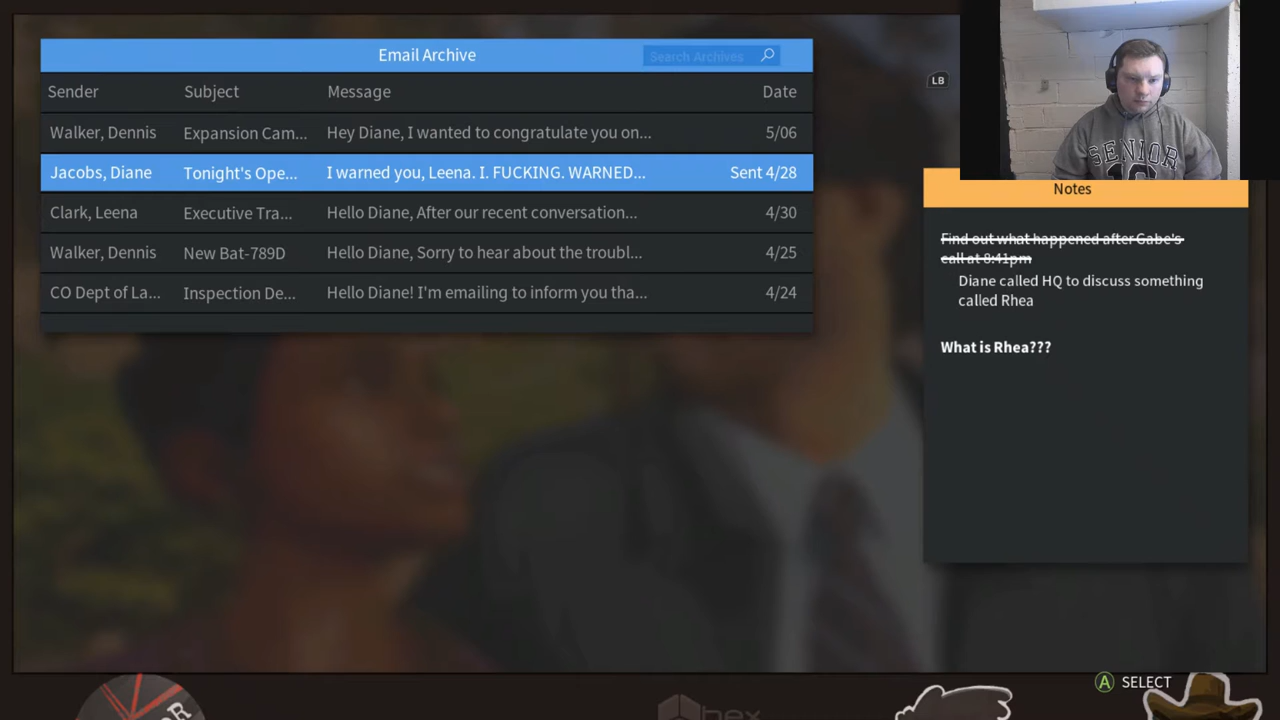 Email Archive
Search Archives
Sender Subject Message Date
Walker, Dennis Expansion Cam... Hey Diane, I wanted to congratulate you on... 5/06
Jacobs, Diane Tonight's Ope... I warned you, Leena. I. FUCKING. WARNED... Sent 4/28
Clark, Leena Executive Tra... Hello Diane, After our recent conversation... 4/30
Walker, Dennis New Bat-789D Hello Diane, Sorry to hear about the troubl... 4/25
CO Dept of La... Inspection De... Hello Diane! I'm emailing to inform you tha... 4/24
LB
SENIOR
Notes
Find out what happened after Gabe's
call at 8:41pm
Diane called HQ to discuss something
called Rhea
What is Rhea???
A SELECT
hex